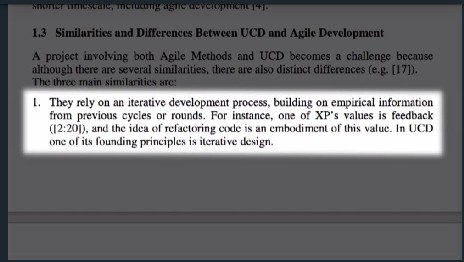 shorter timescale, including agile development [4].
1.3 Similarities and Differences Between UCD and Agile Development
A project involving both Agile Methods and UCD becomes a challenge because
although there are several similarities, there are also distinct differences (e.g. [17]).
The three main similarities are:
1. They rely on an iterative development process, building on empirical information
from previous cycles or rounds. For instance, one of XP's values is feedback
([2:20]), and the idea of refactoring code is an embodiment of this value. In UCD
one of its founding principles is iterative design.